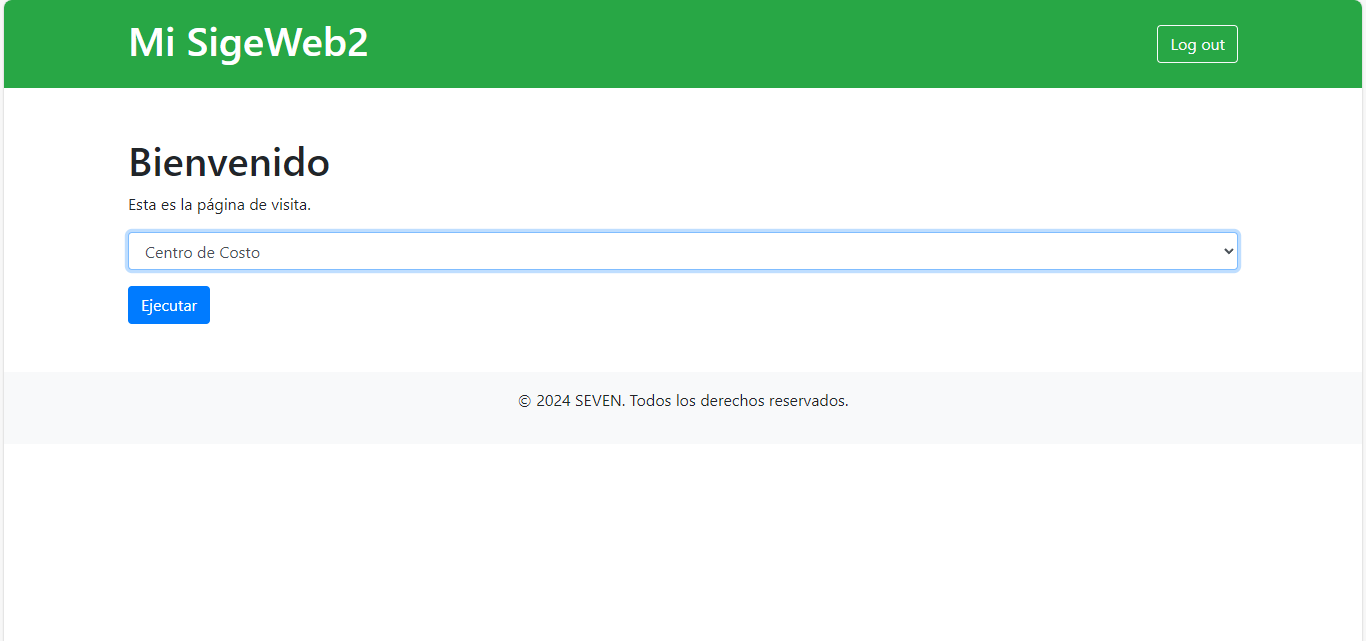 Mi SigeWeb2
Log out
Bienvenido
Esta es la página de visita.
Centro de Costo
Ejecutar
© 2024 SEVEN. Todos los derechos reservados.